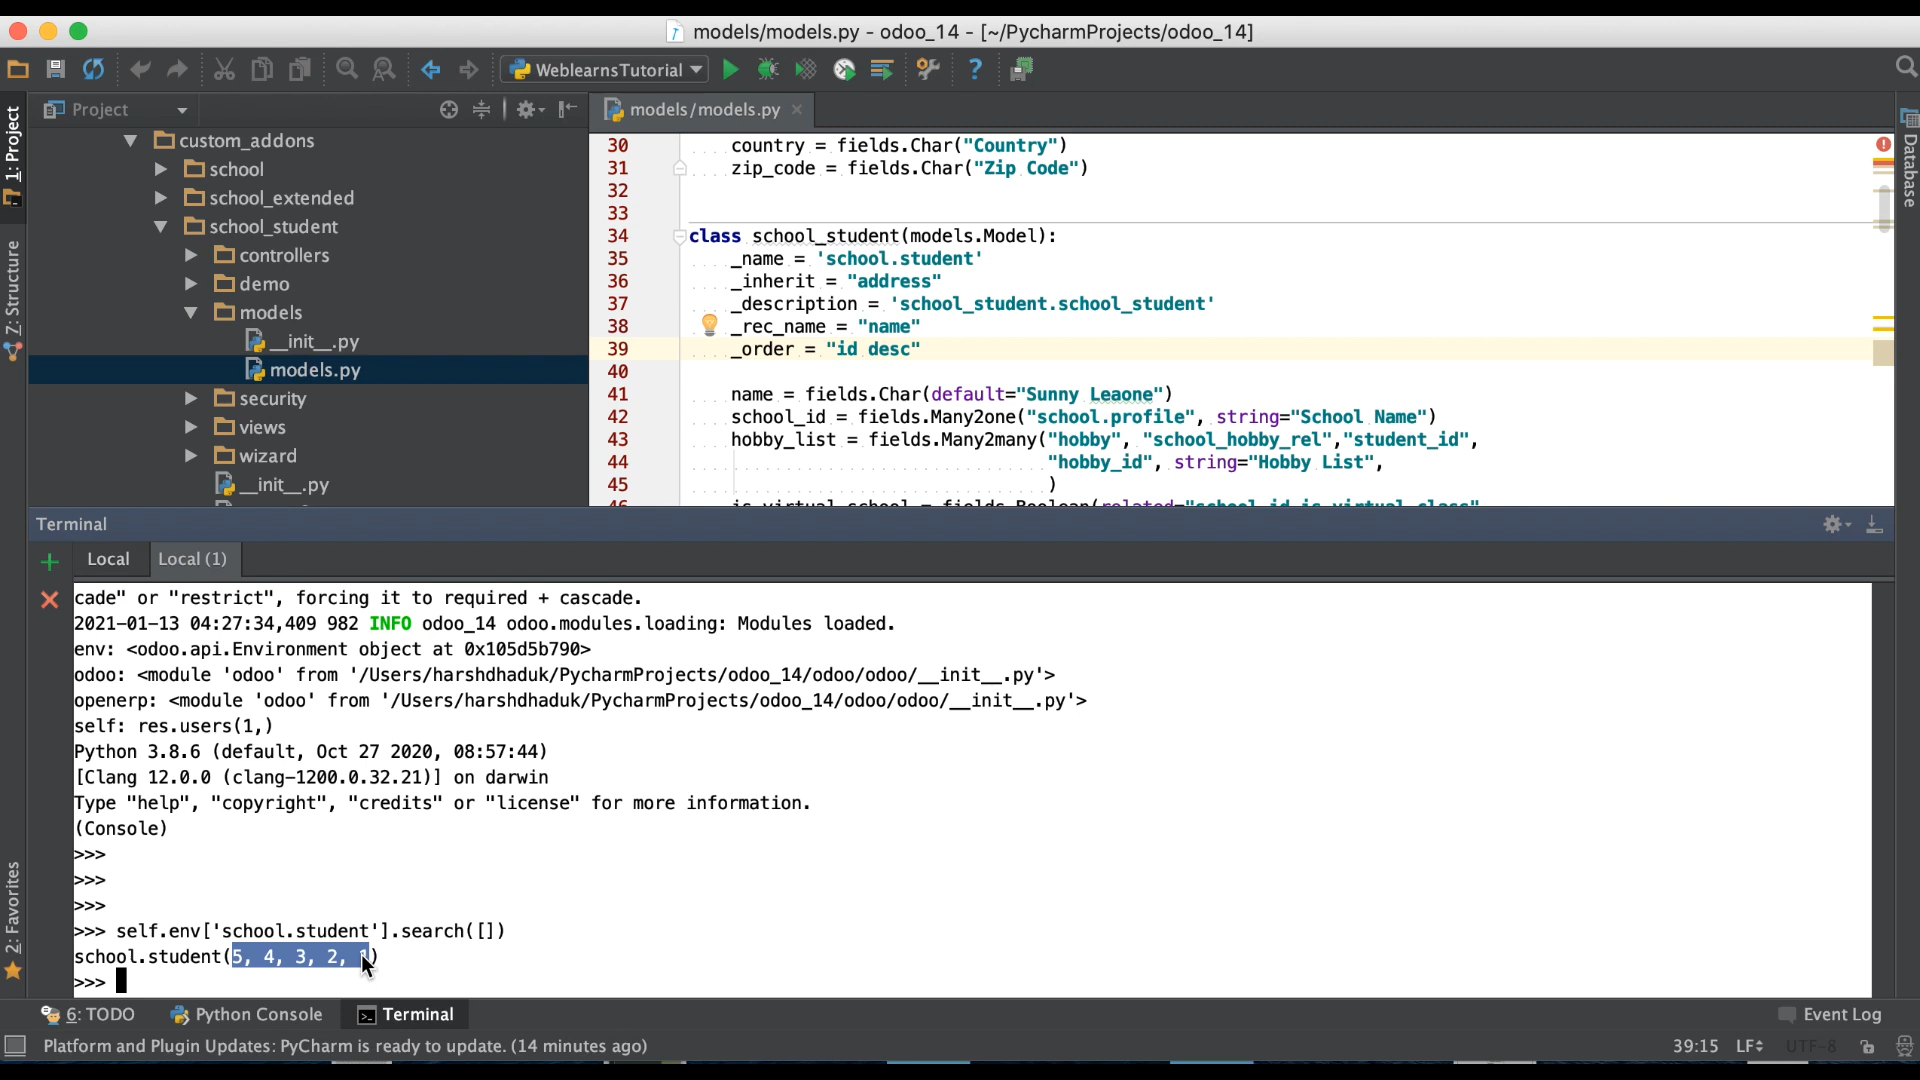 models/models.py - odoo_14 - [~/PycharmProjects/odoo_14]
WeblearnsTutorial
Project
models/models.py
1: Project
7: Structure
2: Favorites
Database
custom_addons
school
school_extended
school_student
controllers
demo
models
__init__.py
models.py
security
views
wizard
__init__.py
30 country = fields.Char("Country")
31 zip_code = fields.Char("Zip Code")
32
33
34 class school_student(models.Model):
35 _name = 'school.student'
36 _inherit = "address"
37 _description = 'school_student.school_student'
38 _rec_name = "name"
39 _order = "id desc"
40
41 name = fields.Char(default="Sunny Leaone")
42 school_id = fields.Many2one("school.profile", string="School Name")
43 hobby_list = fields.Many2many("hobby", "school_hobby_rel","student_id",
44 "hobby_id", string="Hobby List",
45 )
46 is_virtual_school = fields.Boolean(related="school_id.is_virtual_class"
Terminal
Local
Local (1)
cade" or "restrict", forcing it to required + cascade.
2021-01-13 04:27:34,409 982 INFO odoo_14 odoo.modules.loading: Modules loaded.
env: <odoo.api.Environment object at 0x105d5b790>
odoo: <module 'odoo' from '/Users/harshdhaduk/PycharmProjects/odoo_14/odoo/odoo/__init__.py'>
openerp: <module 'odoo' from '/Users/harshdhaduk/PycharmProjects/odoo_14/odoo/odoo/__init__.py'>
self: res.users(1,)
Python 3.8.6 (default, Oct 27 2020, 08:57:44)
[Clang 12.0.0 (clang-1200.0.32.21)] on darwin
Type "help", "copyright", "credits" or "license" for more information.
(Console)
>>>
>>>
>>>
>>> self.env['school.student'].search([])
school.student(5, 4, 3, 2, 1)
>>>
6: TODO
Python Console
Terminal
Event Log
Platform and Plugin Updates: PyCharm is ready to update. (14 minutes ago)
39:15
LF
UTF-8